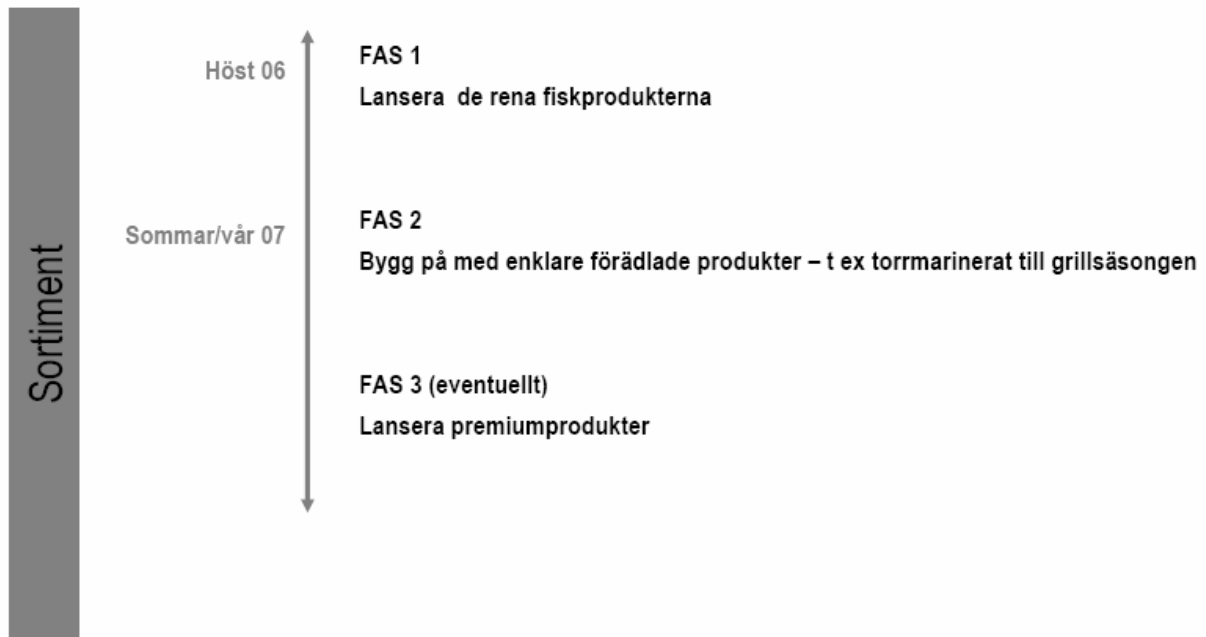 Sortiment
Höst 06
FAS 1
Lansera de rena fiskprodukterna
Sommar/vår 07
FAS 2
Bygg på med enklare förädlade produkter – t ex torrmarinerat till grillsäsongen
FAS 3 (eventuellt)
Lansera premiumprodukter